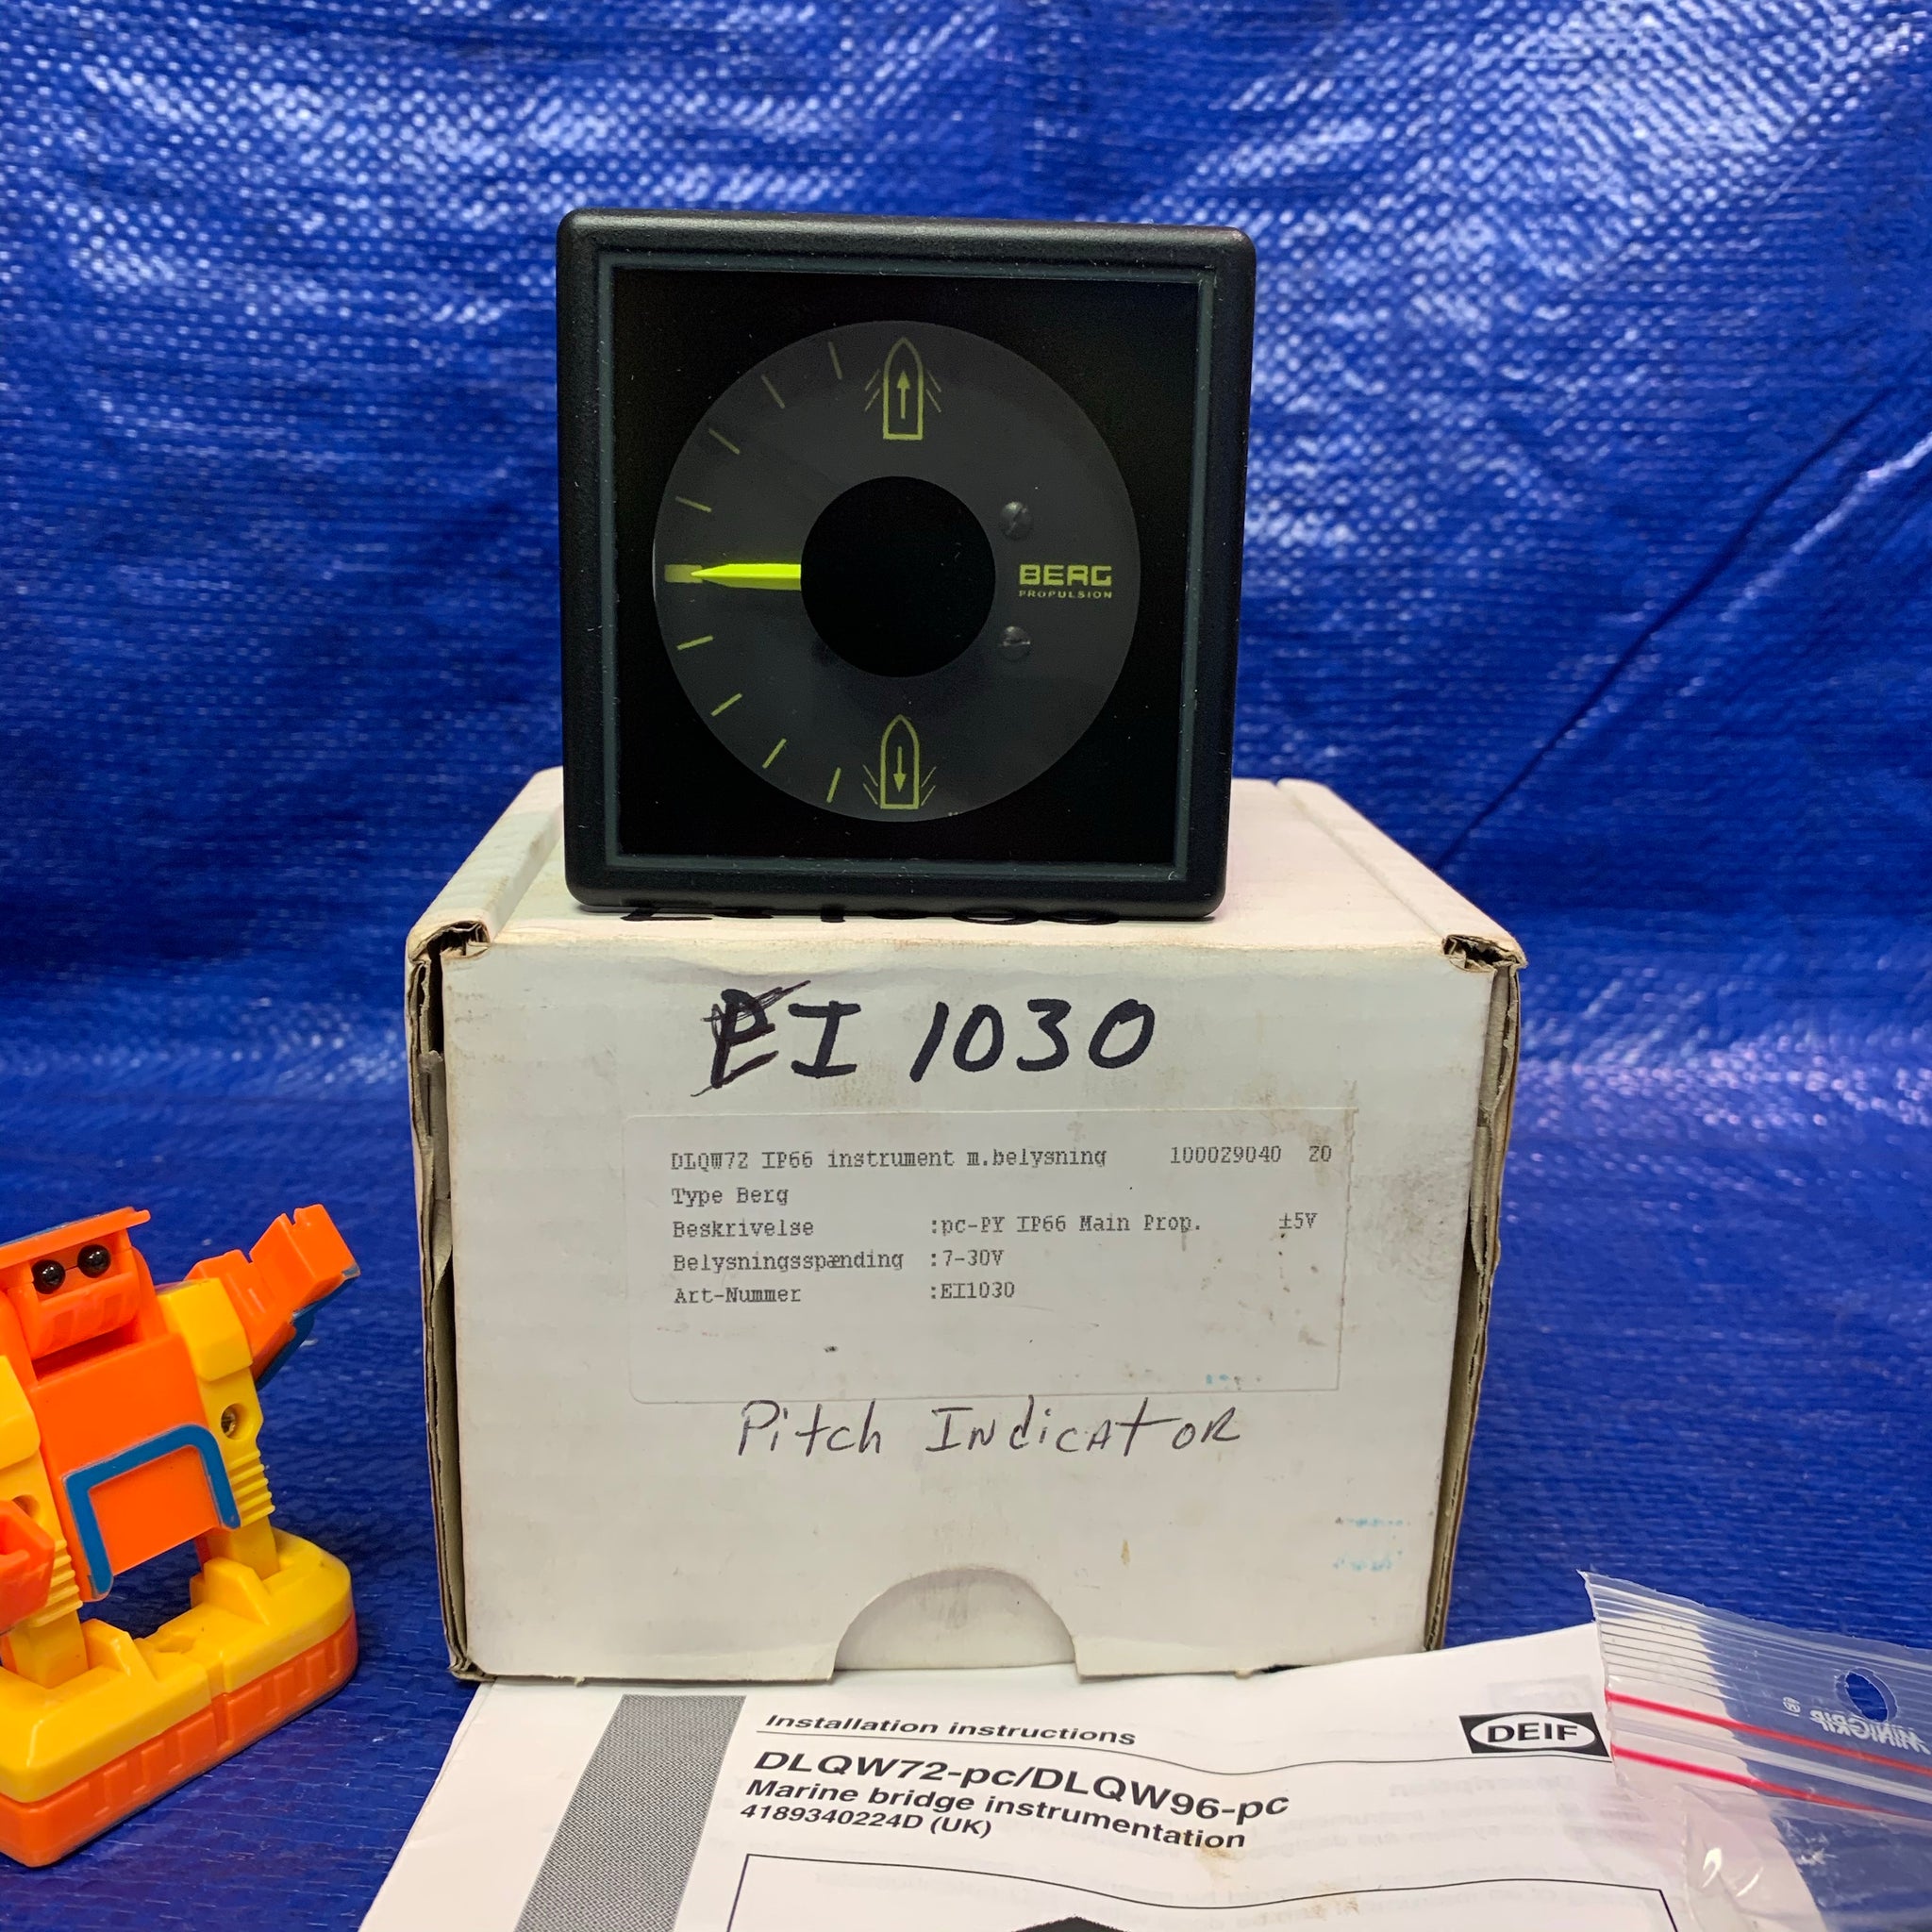 BERG
PROPULSION
EI 1030
DLQW72 IP66 instrument m.belysning 100029040 20
Type Berg
Beskrivelse :pc-PY IP66 Main Prop. ±5V
Belysningsspænding :7-30V
Art-Nummer :EI1030
Pitch Indicator
Installation instructions
DEIF
DLQW72-pc/DLQW96-pc
Marine bridge instrumentation
4189340224D (UK)
MINIGRIP